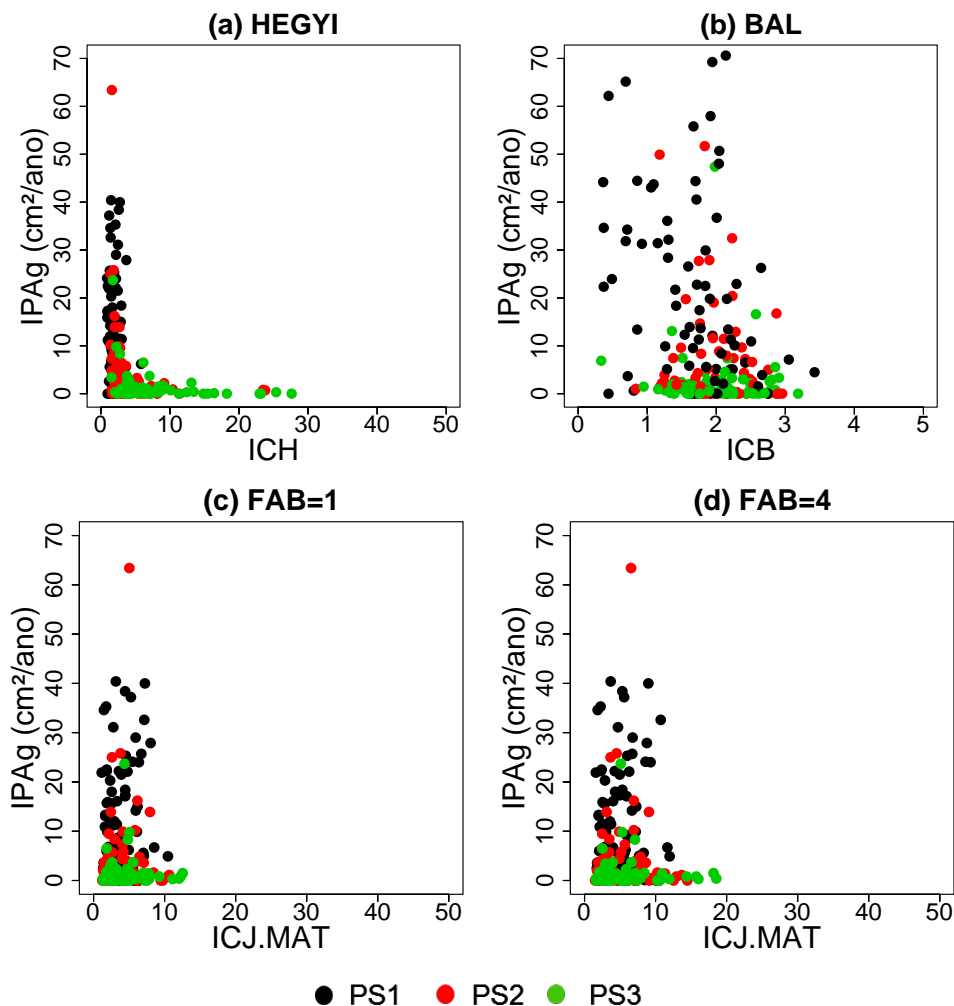 (a) HEGYI
(b) BAL
IPAg (cm²/ano)
0 10 20 30 40 50 60 70
0 10 20 30 40 50
ICH
IPAg (cm²/ano)
0 10 20 30 40 50 60 70
0 1 2 3 4 5
ICB
(c) FAB=1
(d) FAB=4
IPAg (cm²/ano)
0 10 20 30 40 50 60 70
0 10 20 30 40 50
ICJ.MAT
IPAg (cm²/ano)
0 10 20 30 40 50 60 70
0 10 20 30 40 50
ICJ.MAT
PS1 PS2 PS3